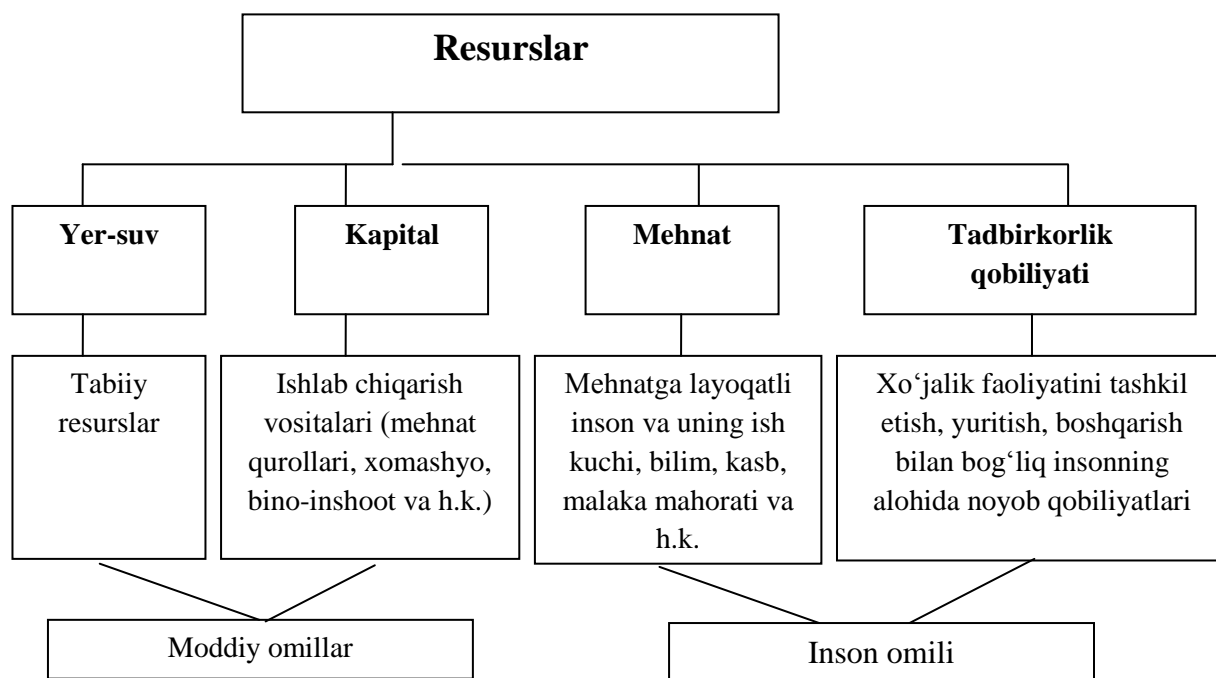 Resurslar
Yer-suv
Kapital
Mehnat
Tadbirkorlik
qobiliyati
Tabiiy
resurslar
Ishlab chiqarish
vositalari (mehnat
qurollari, xomashyo,
bino-inshoot va h.k.)
Mehnatga layoqatli
inson va uning ish
kuchi, bilim, kasb,
malaka mahorati va
h.k.
Xo‘jalik faoliyatini tashkil
etish, yuritish, boshqarish
bilan bog‘liq insonning
alohida noyob qobiliyatlari
Moddiy omillar
Inson omili